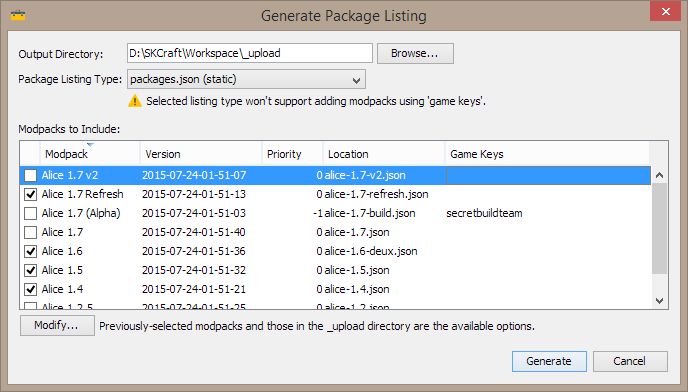 Generate Package Listing
Output Directory: D:\SKCraft\Workspace\_upload Browse...
Package Listing Type: packages.json (static)
Selected listing type won't support adding modpacks using 'game keys'.
Modpacks to Include:
Modpack Version Priority Location Game Keys
Alice 1.7 v2 2015-07-24-01-51-07 0 alice-1.7-v2.json
Alice 1.7 Refresh 2015-07-24-01-51-13 0 alice-1.7-refresh.json
Alice 1.7 (Alpha) 2015-07-24-01-51-03 -1 alice-1.7-build.json secretbuildteam
Alice 1.7 2015-07-24-01-51-40 0 alice-1.7.json
Alice 1.6 2015-07-24-01-51-36 0 alice-1.6-deux.json
Alice 1.5 2015-07-24-01-51-32 0 alice-1.5.json
Alice 1.4 2015-07-24-01-51-21 0 alice-1.4.json
Alice 1.2.5 2015-07-24-01-51-25 0 alice-1.2.json
Modify... Previously-selected modpacks and those in the _upload directory are the available options.
Generate Cancel